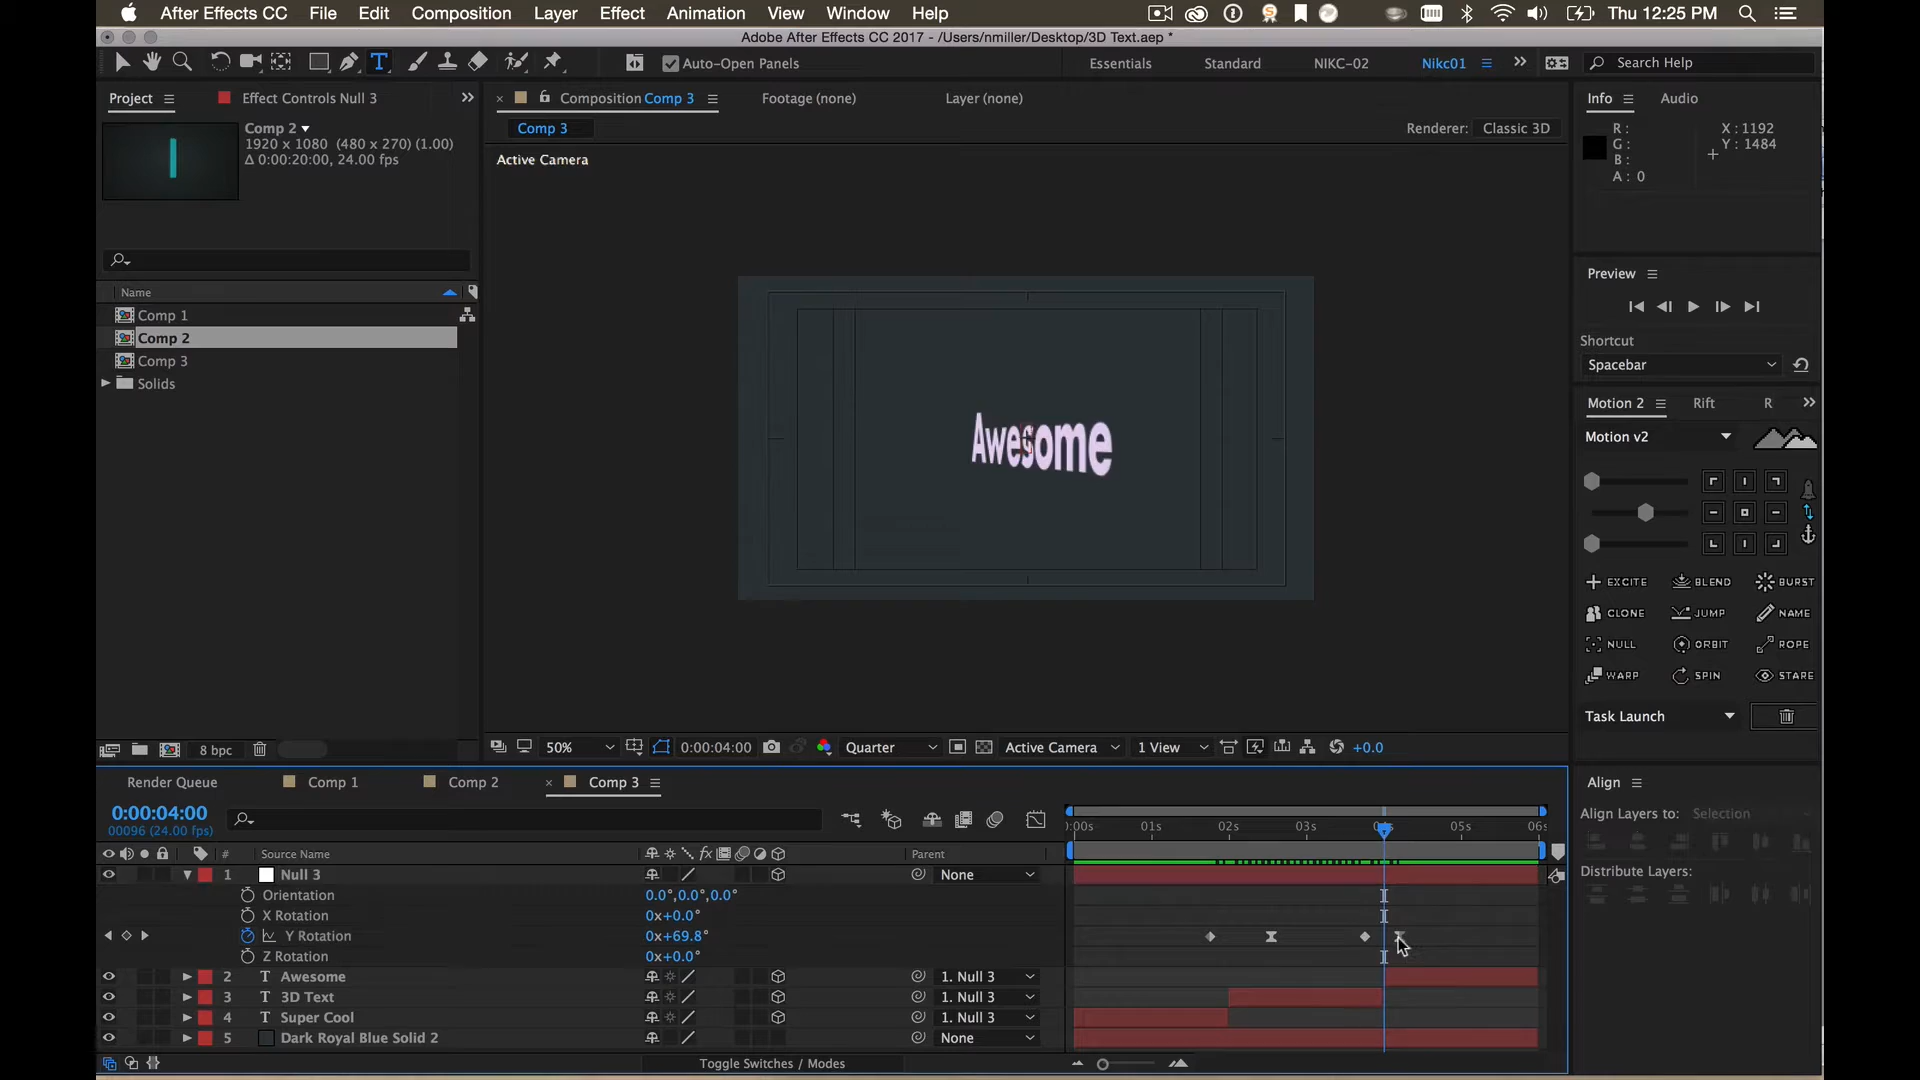 After Effects CC File Edit Composition Layer Effect Animation View Window Help
Thu 12:25 PM
Adobe After Effects CC 2017 - /Users/nmiller/Desktop/3D Text.aep *
T Auto-Open Panels Essentials Standard NIKC-02 Nikc01 Search Help
Project Effect Controls Null 3
Comp 2
1920 x 1080 (480 x 270) (1.00)
Δ 0:00:20:00, 24.00 fps
Name
Comp 1
Comp 2
Comp 3
Solids
8 bpc
Composition Comp 3 Footage (none) Layer (none)
Comp 3 Renderer: Classic 3D
Active Camera
Awesome
50% 0:00:04:00 Quarter Active Camera 1 View +0.0
Info Audio
R: X : 1192
G: Y : 1484
B:
A : 0
Preview
Shortcut
Spacebar
Motion 2 Rift R
Motion v2
EXCITE BLEND BURST
CLONE JUMP NAME
NULL ORBIT ROPE
WARP SPIN STARE
Task Launch
Align
Align Layers to: Selection
Distribute Layers:
Render Queue Comp 1 Comp 2 Comp 3
0:00:04:00
00096 (24.00 fps)
:00s 01s 02s 03s 05s 06s
# Source Name fx Parent
1 Null 3 None
Orientation 0.0°,0.0°,0.0°
X Rotation 0x+0.0°
Y Rotation 0x+69.8°
Z Rotation 0x+0.0°
2 T Awesome 1. Null 3
3 T 3D Text 1. Null 3
4 T Super Cool 1. Null 3
5 Dark Royal Blue Solid 2 None
Toggle Switches / Modes